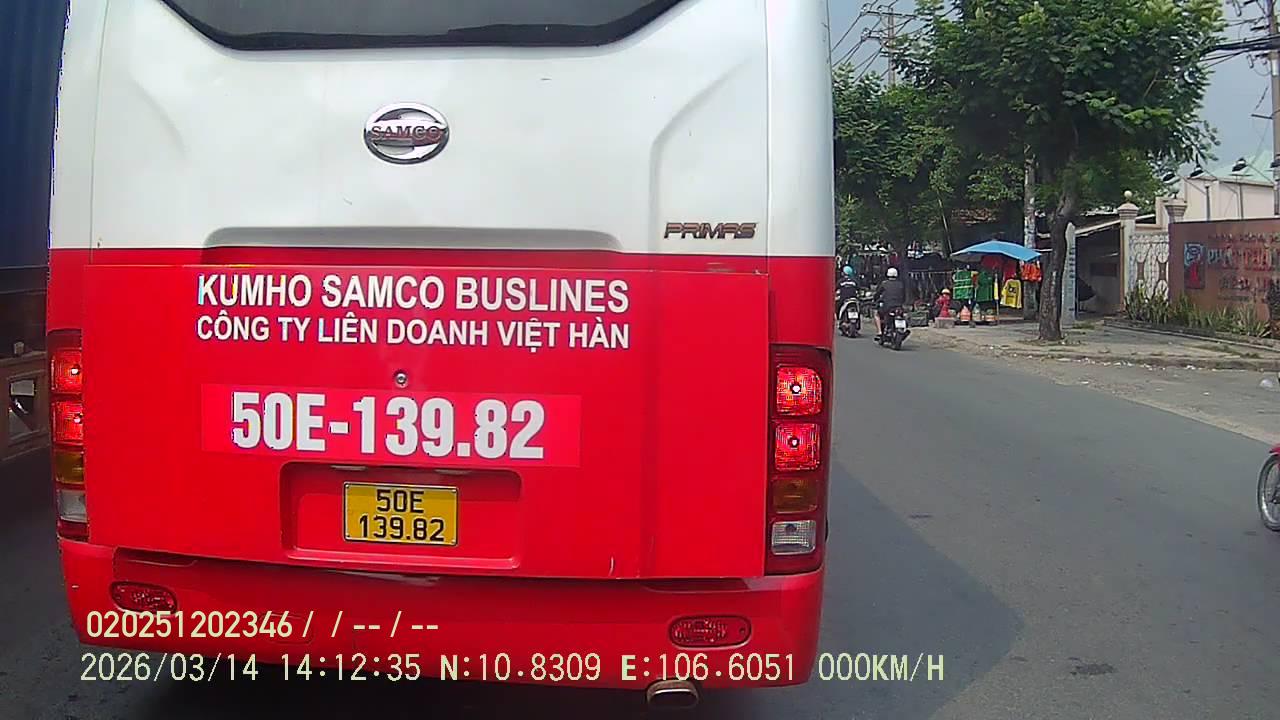 SAMCO
PRIMAS
KUMHO SAMCO BUSLINES
CÔNG TY LIÊN DOANH VIỆT HÀN
50E-139.82
50E
139.82
020251202346 / / -- / --
2026/03/14 14:12:35 N:10.8309 E:106.6051 000KM/H